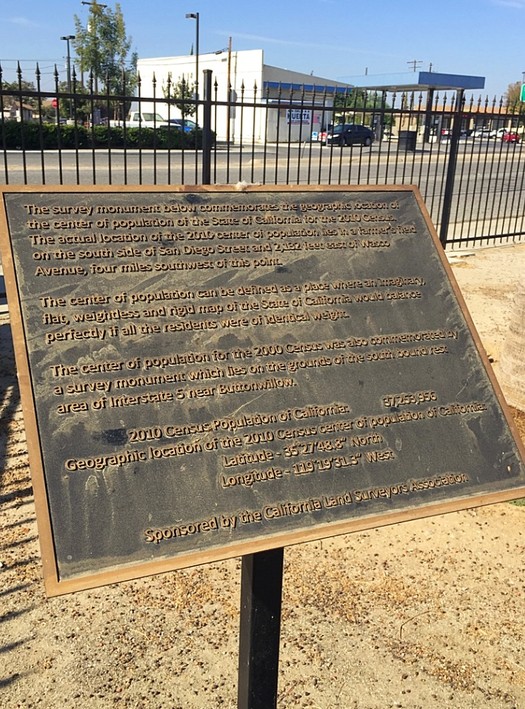 The survey monument below commemorates the geographic location of
the center of population of the State of California for the 2010 Census.
The actual location of the 2010 center of population lies in a farmer's field
on the south side of San Diego Street and feet east of Wasco
Avenue, four miles southwest of this point.
The center of population can be defined as a place where an imaginary,
flat, weightless and rigid map of the State of California would balance
perfectly if all the residents were of identical weight.
The center of population for the 2000 Census was also commemorated by
a survey monument which lies on the grounds of the south bound rest
area of Interstate 5 near Buttonwillow.
2010 Census Population of California 37,253,956
Geographic location of the 2010 Census center of population of California:
Latitude - 35°27'48.8" North
Longitude - 119°19'31.5" West
Sponsored by the California Land Surveyors Association